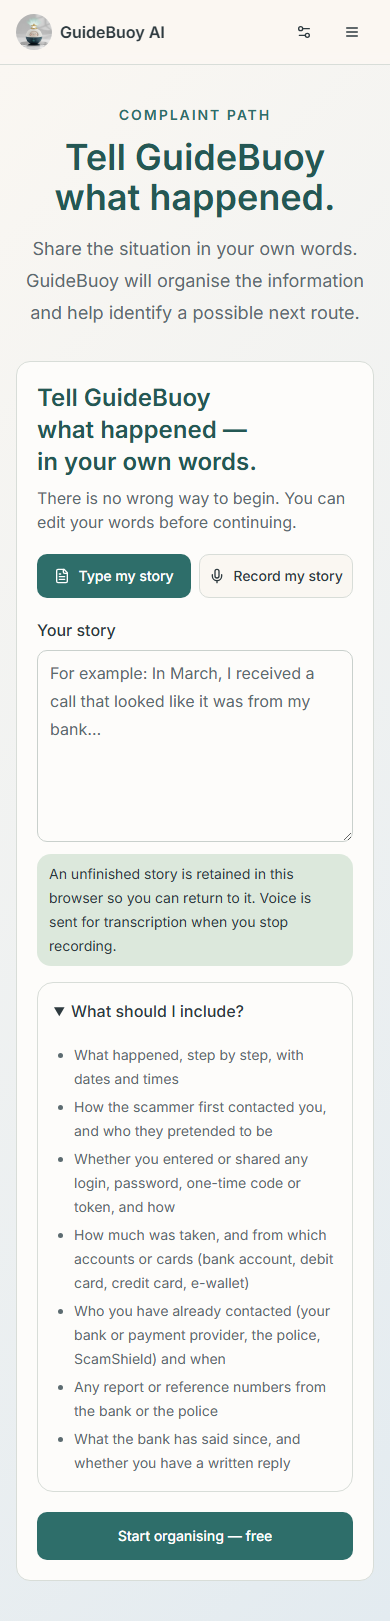 GuideBuoy AI
COMPLAINT PATH
Tell GuideBuoy
what happened.
Share the situation in your own words.
GuideBuoy will organise the information
and help identify a possible next route.
Tell GuideBuoy
what happened —
in your own words.
There is no wrong way to begin. You can
edit your words before continuing.
Type my story
Record my story
Your story
For example: In March, I received a
call that looked like it was from my
bank...
An unfinished story is retained in this
browser so you can return to it. Voice is
sent for transcription when you stop
recording.
What should I include?
What happened, step by step, with
dates and times
How the scammer first contacted you,
and who they pretended to be
Whether you entered or shared any
login, password, one-time code or
token, and how
How much was taken, and from which
accounts or cards (bank account, debit
card, credit card, e-wallet)
Who you have already contacted (your
bank or payment provider, the police,
ScamShield) and when
Any report or reference numbers from
the bank or the police
What the bank has said since, and
whether you have a written reply
Start organising — free